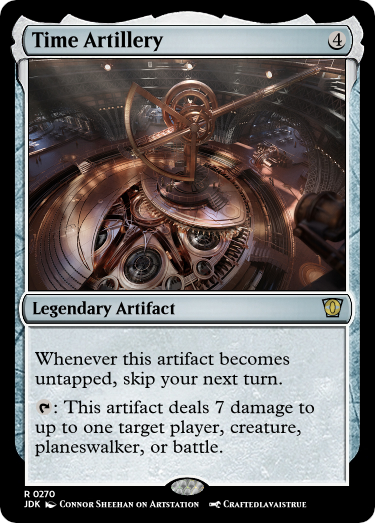 Time Artillery 4
Legendary Artifact
Whenever this artifact becomes
untapped, skip your next turn.
: This artifact deals 7 damage to
up to one target player, creature,
planeswalker, or battle.
R 0270
JDK Connor Sheehan on Artstation Craftedlavaistrue